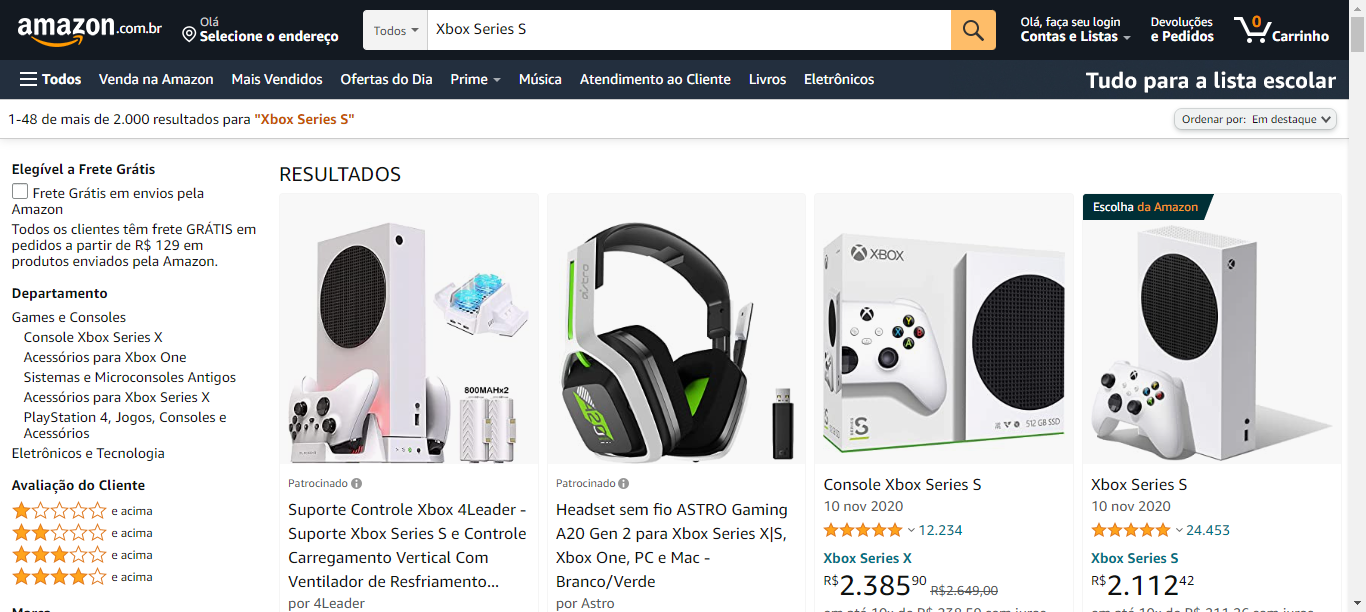 amazon.com.br
Olá
Selecione o endereço
Todos
Xbox Series S
Olá, faça seu login
Contas e Listas
Devoluções
e Pedidos
0
Carrinho
Todos
Venda na Amazon
Mais Vendidos
Ofertas do Dia
Prime
Música
Atendimento ao Cliente
Livros
Eletrônicos
Tudo para a lista escolar
1-48 de mais de 2.000 resultados para "Xbox Series S"
Ordenar por: Em destaque
Elegível a Frete Grátis
Frete Grátis em envios pela
Amazon
Todos os clientes têm frete GRÁTIS em
pedidos a partir de R$ 129 em
produtos enviados pela Amazon.
Departamento
Games e Consoles
Console Xbox Series X
Acessórios para Xbox One
Sistemas e Microconsoles Antigos
Acessórios para Xbox Series X
PlayStation 4, Jogos, Consoles e
Acessórios
Eletrônicos e Tecnologia
Avaliação do Cliente
e acima
e acima
e acima
e acima
RESULTADOS
800MAHx2
Patrocinado
Suporte Controle Xbox 4Leader -
Suporte Xbox Series S e Controle
Carregamento Vertical Com
Ventilador de Resfriamento...
por 4Leader
astro
A20
Patrocinado
Headset sem fio ASTRO Gaming
A20 Gen 2 para Xbox Series X|S,
Xbox One, PC e Mac -
Branco/Verde
por Astro
XBOX
Y
X
B
A
SERIES
S
512 GB SSD
Console Xbox Series S
10 nov 2020
12.234
Xbox Series X
R$2.38590 R$2.649,00
em até 10x de R$ 238,59 sem juros
Escolha da Amazon
Xbox Series S
10 nov 2020
24.453
Xbox Series S
R$2.11242
em até 10x de R$ 211,26 sem juros